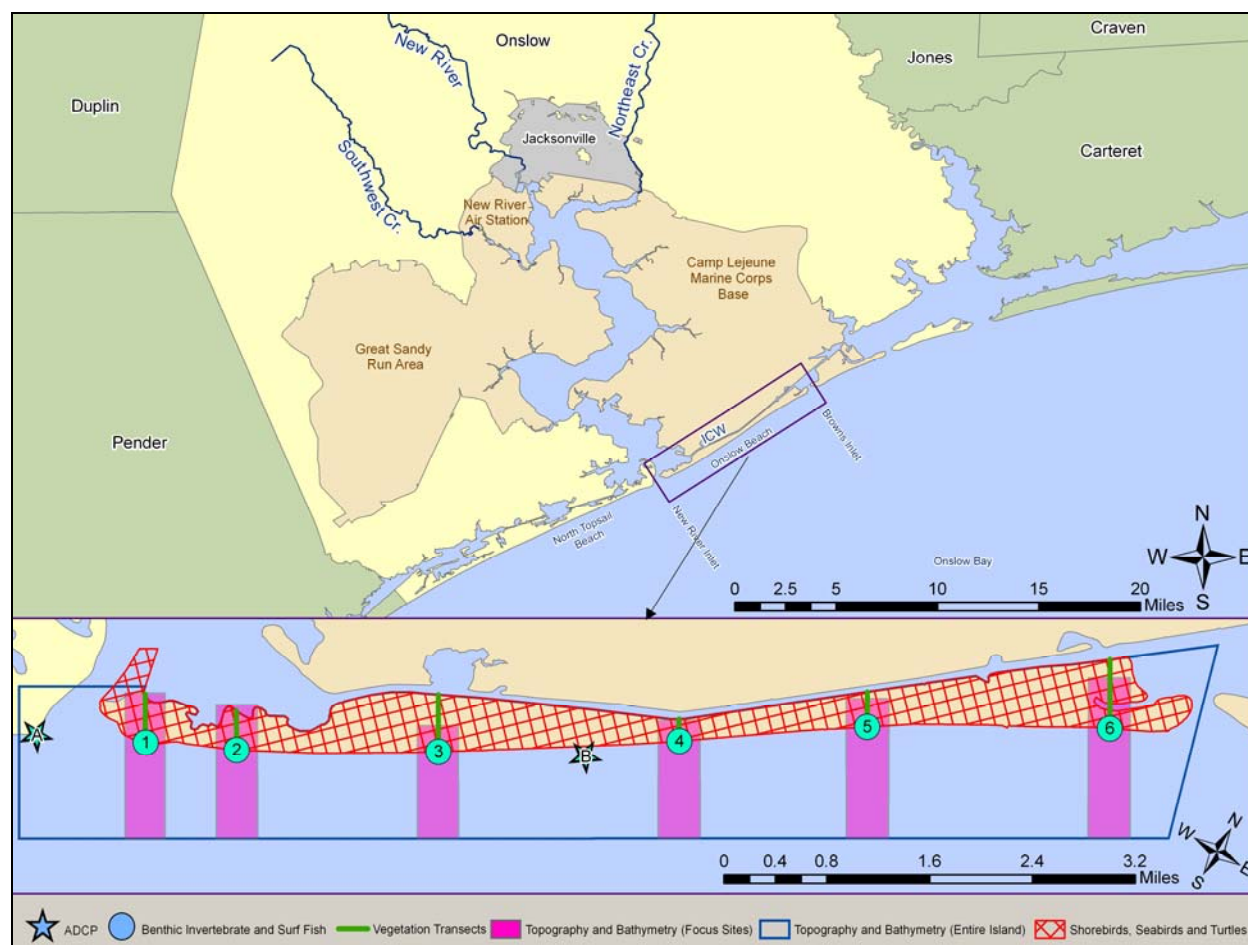 Craven
Onslow
Jones
New River
Northeast Cr.
Duplin
Jacksonville
Carteret
Southwest Cr.
New River
Air Station
Camp Lejeune
Marine Corps
Base
Great Sandy
Run Area
Pender
ICW
Onslow Beach
Browns Inlet
New River Inlet
North Topsail
Beach
Onslow Bay
N
W E
S
0 2.5 5 10 15 20
Miles
A
1
2
3
B
4
5
6
N
W
E
S
0 0.4 0.8 1.6 2.4 3.2
Miles
ADCP Benthic Invertebrate and Surf Fish Vegetation Transects Topography and Bathymetry (Focus Sites) Topography and Bathymetry (Entire Island) Shorebirds, Seabirds and Turtles